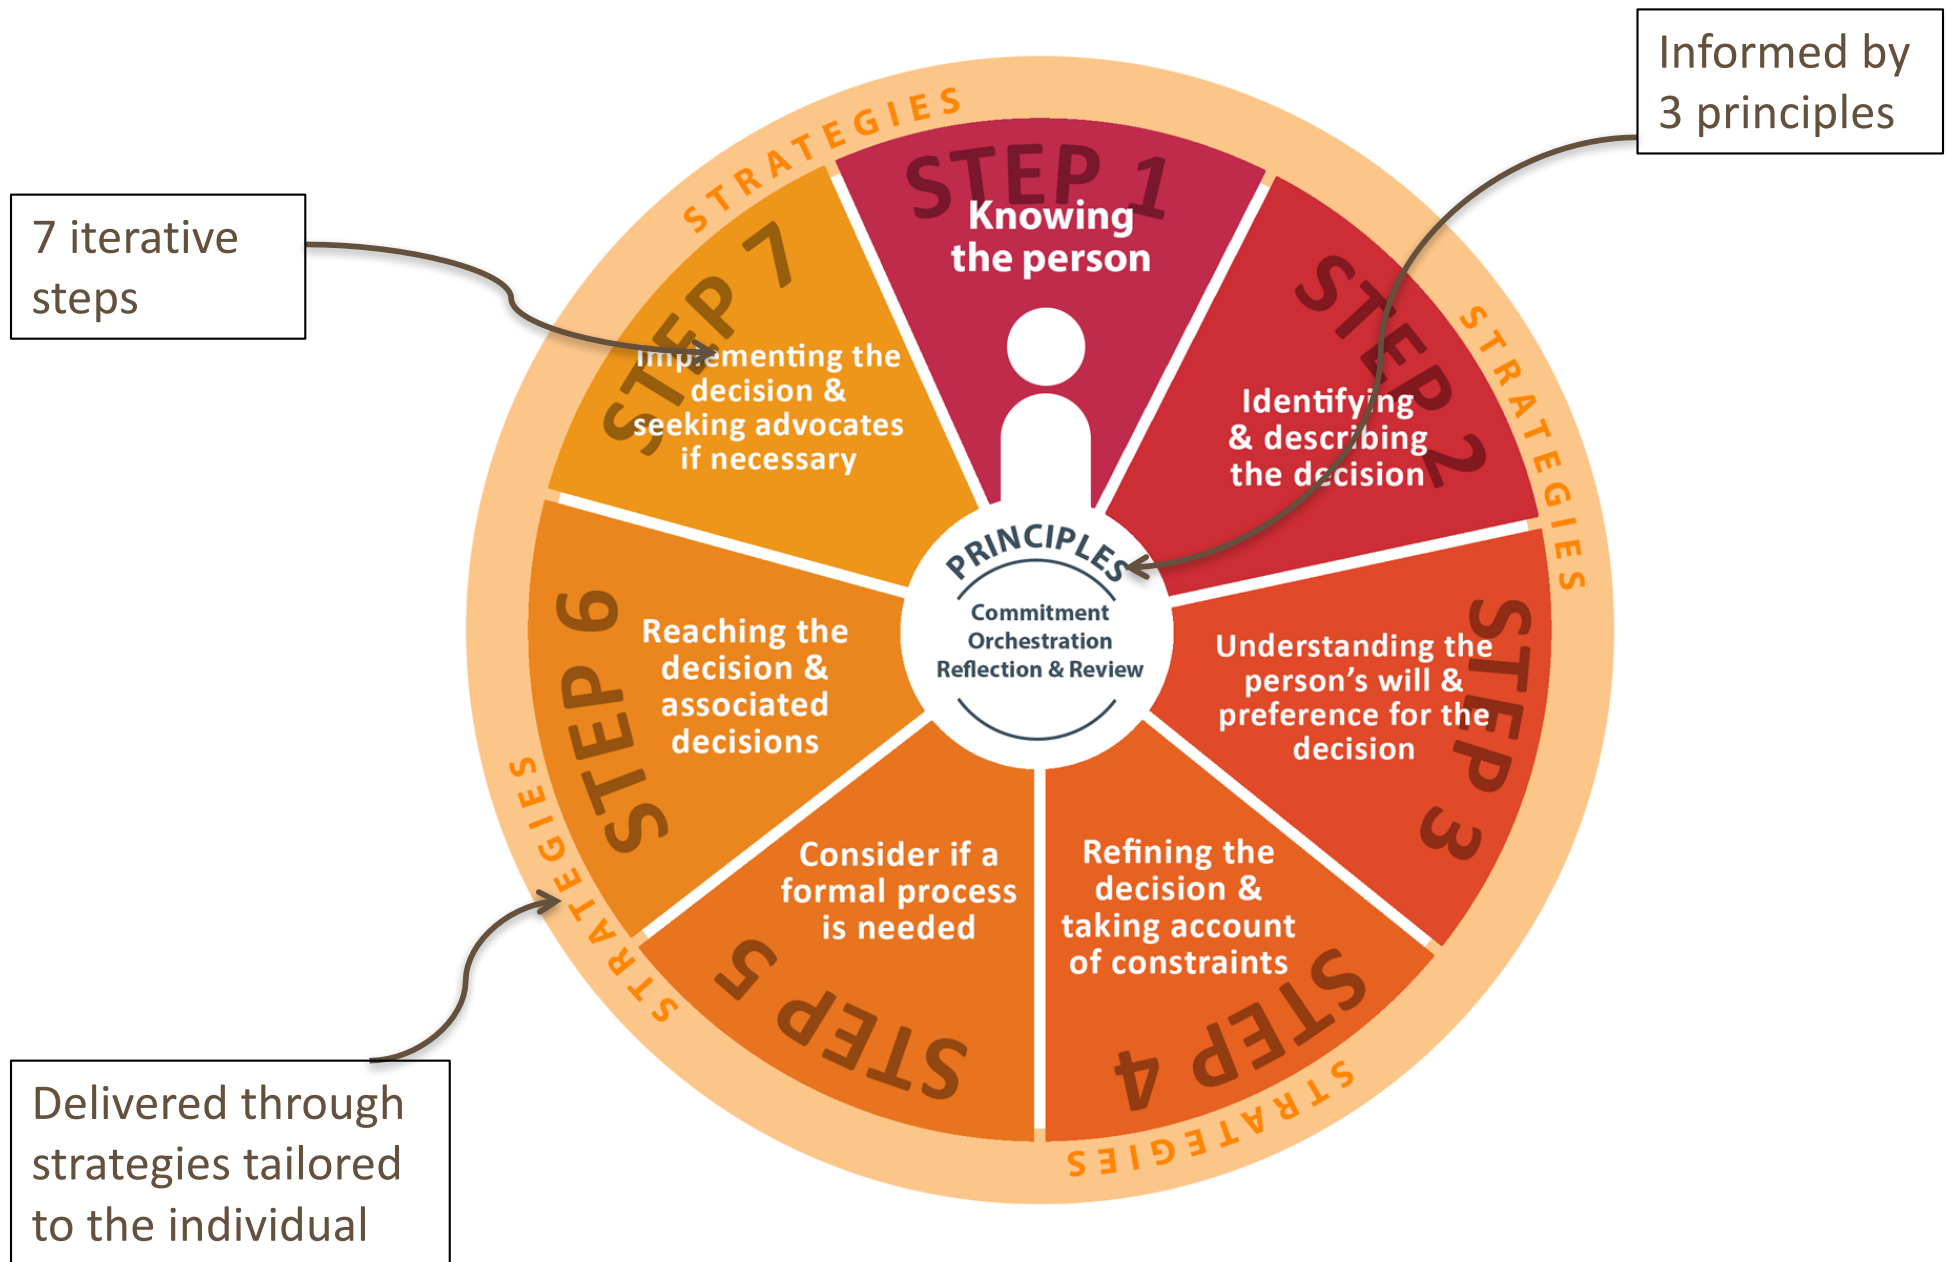 Informed by
3 principles
7 iterative
steps
Delivered through
strategies tailored
to the individual
STRATEGIES
STRATEGIES
STRATEGIES
STRATEGIES
STEP 1
Knowing
the person
STEP 2
Identifying
& describing
the decision
STEP 3
Understanding the
person's will &
preference for the
decision
STEP 4
Refining the
decision &
taking account
of constraints
STEP 5
Consider if a
formal process
is needed
STEP 6
Reaching the
decision &
associated
decisions
STEP 7
Implementing the
decision &
seeking advocates
if necessary
PRINCIPLES
Commitment
Orchestration
Reflection & Review